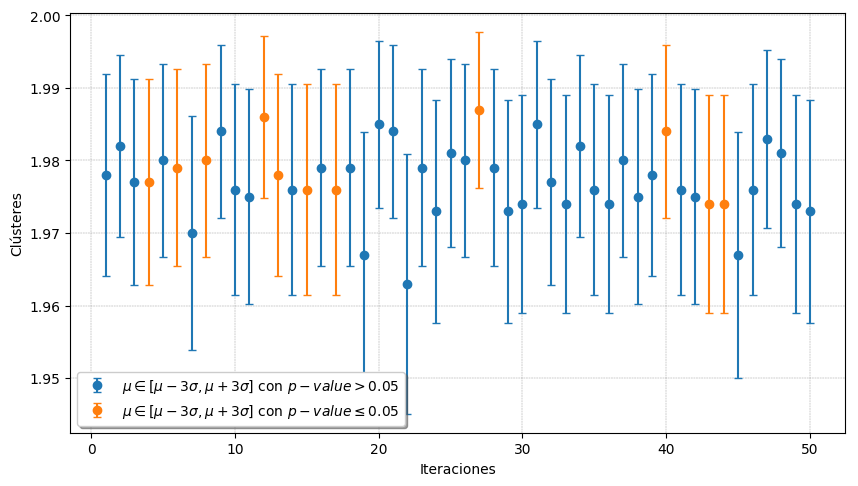 2.00
1.99
1.98
1.97
1.96
1.95
Clústeres
μ ∈ [μ − 3σ, μ + 3σ] con p − value > 0.05
μ ∈ [μ − 3σ, μ + 3σ] con p − value ≤ 0.05
0 10 20 30 40 50
Iteraciones